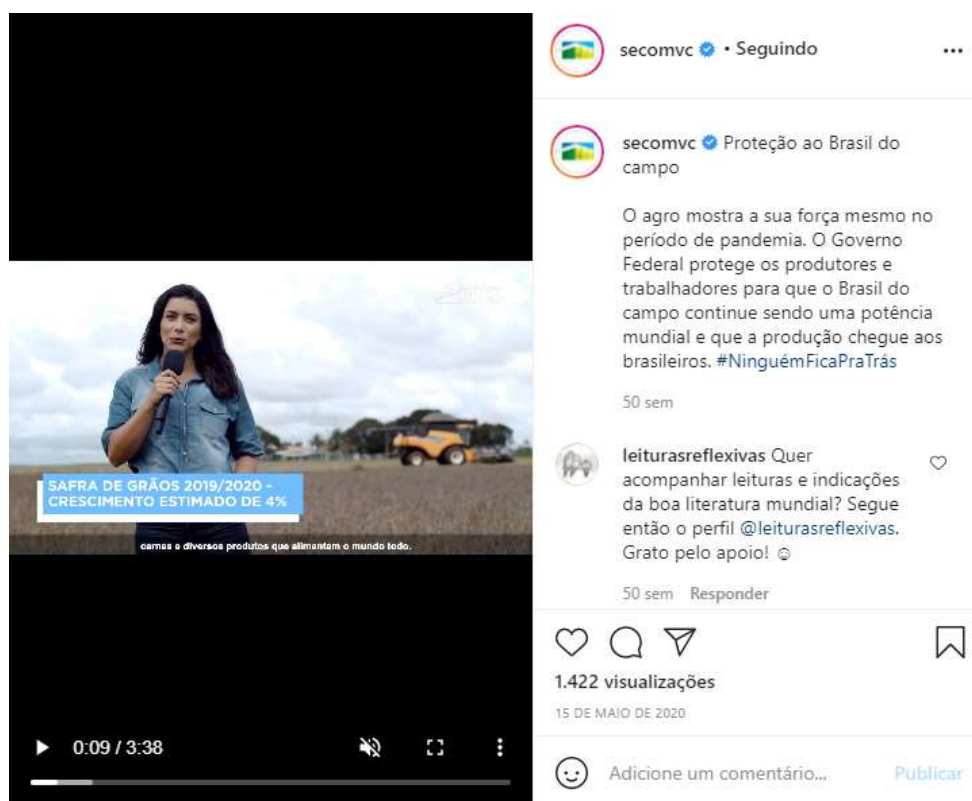 secomvc • Seguindo
secomvc Proteção ao Brasil do
campo
O agro mostra a sua força mesmo no
período de pandemia. O Governo
Federal protege os produtores e
trabalhadores para que o Brasil do
campo continue sendo uma potência
mundial e que a produção chegue aos
brasileiros. #NinguémFicaPraTrás
50 sem
leiturasreflexivas Quer
acompanhar leituras e indicações
da boa literatura mundial? Segue
então o perfil @leiturasreflexivas.
Grato pelo apoio! ☺
50 sem Responder
1.422 visualizações
15 DE MAIO DE 2020
Adicione um comentário... Publicar
SAFRA DE GRÃOS 2019/2020 -
CRESCIMENTO ESTIMADO DE 4%
carnes e diversos produtos que alimentam o mundo todo.
0:09 / 3:38